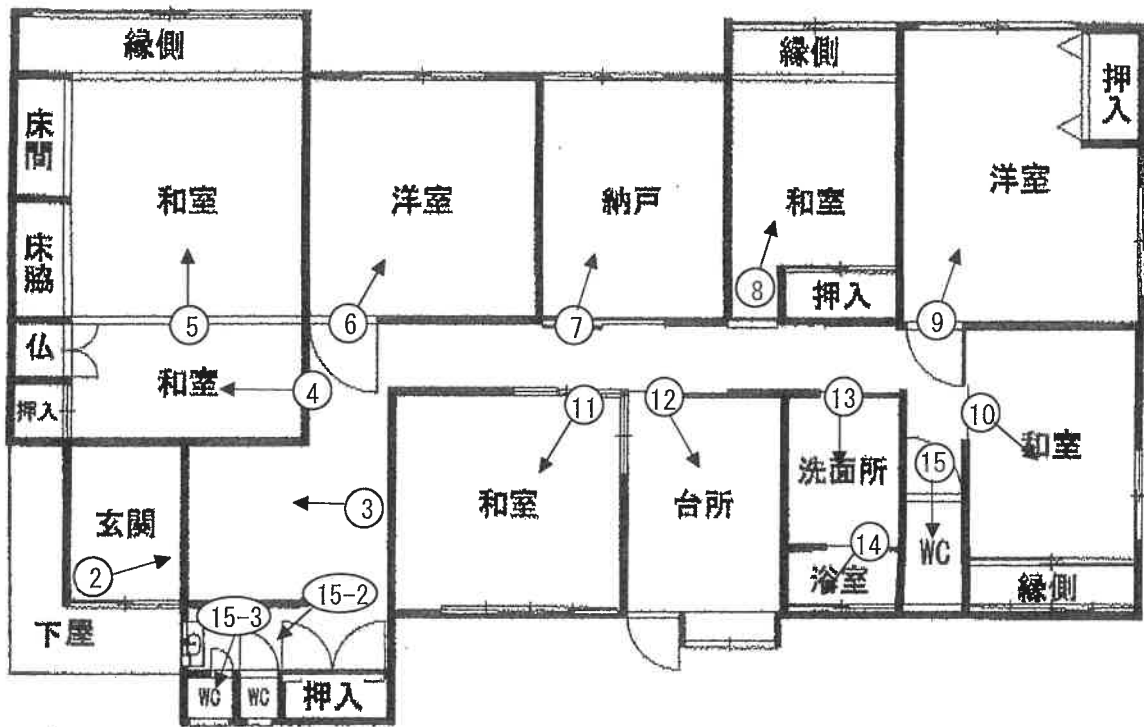 縁側
縁側
押入
床間
和室
洋室
納戸
和室
洋室
床脇
⑧
押入
⑤
⑥
⑦
⑨
仏
和室
④
押入
⑪
⑫
⑬
⑩
和室
③
和室
台所
洗面所
⑮
玄関
②
⑭
WC
浴室
縁側
15-2
15-3
下屋
WC
WC
押入